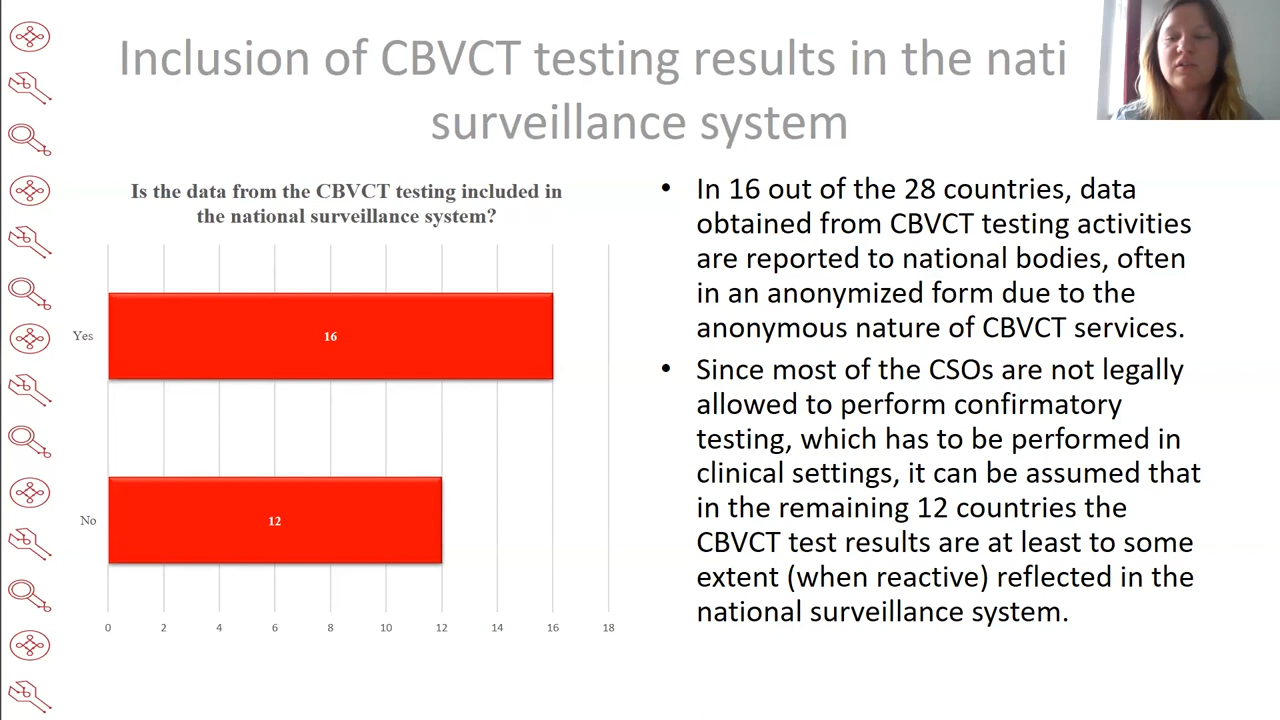 Inclusion of CBVCT testing results in the nati
surveillance system
Is the data from the CBVCT testing included in
the national surveillance system?
Yes
16
No
12
0 2 4 6 8 10 12 14 16 18
• In 16 out of the 28 countries, data
obtained from CBVCT testing activities
are reported to national bodies, often
in an anonymized form due to the
anonymous nature of CBVCT services.
• Since most of the CSOs are not legally
allowed to perform confirmatory
testing, which has to be performed in
clinical settings, it can be assumed that
in the remaining 12 countries the
CBVCT test results are at least to some
extent (when reactive) reflected in the
national surveillance system.